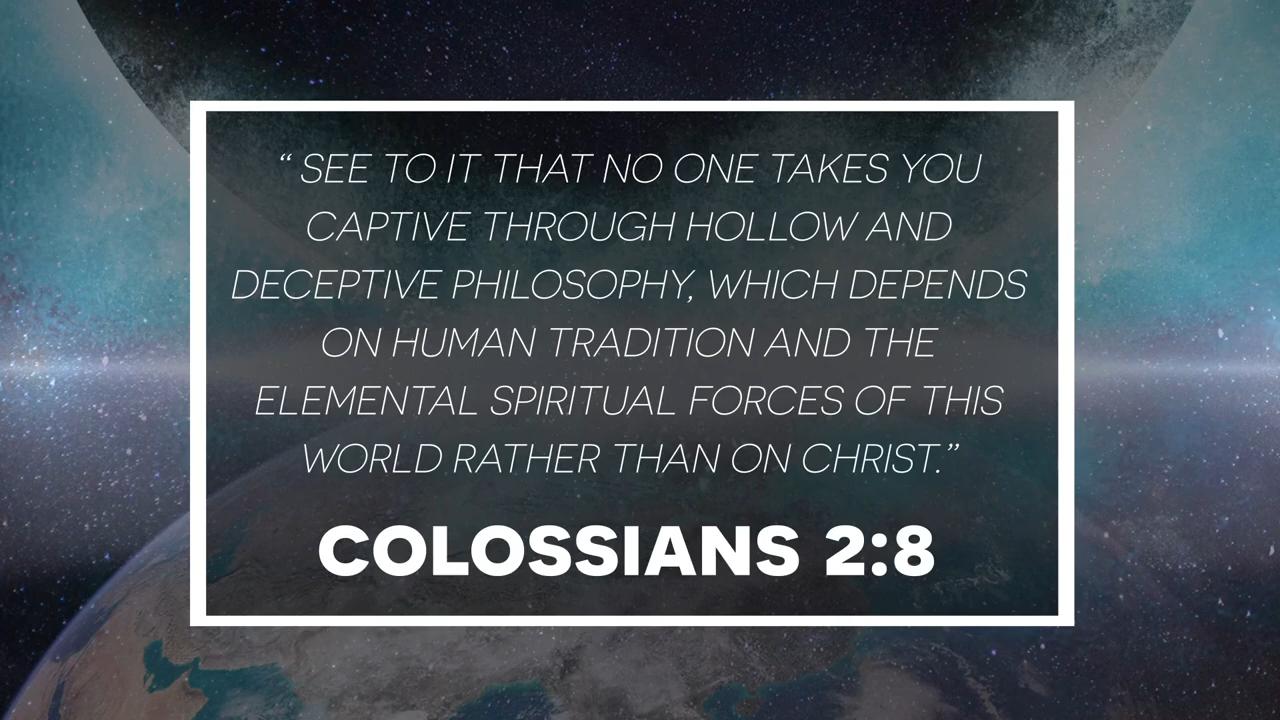 “ SEE TO IT THAT NO ONE TAKES YOU
CAPTIVE THROUGH HOLLOW AND
DECEPTIVE PHILOSOPHY, WHICH DEPENDS
ON HUMAN TRADITION AND THE
ELEMENTAL SPIRITUAL FORCES OF THIS
WORLD RATHER THAN ON CHRIST.”
COLOSSIANS 2:8